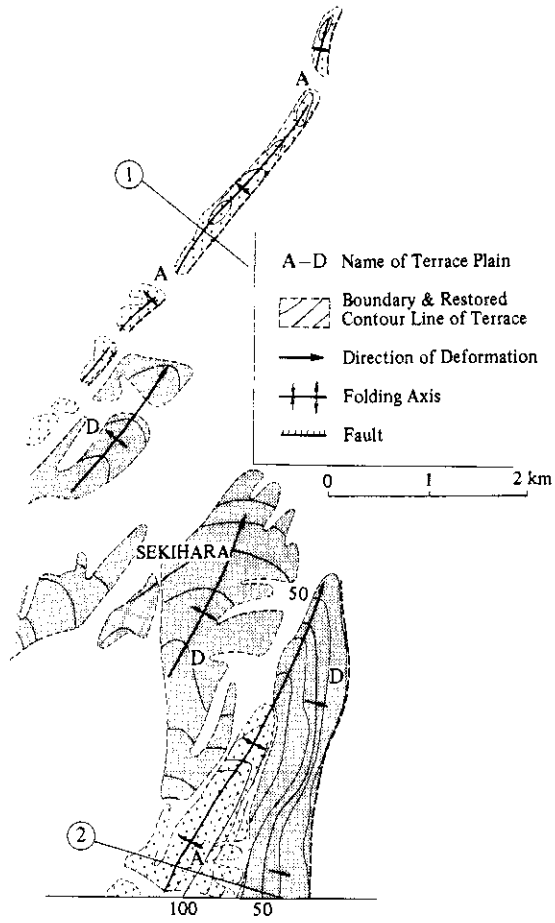 A
1
A
A–D Name of Terrace Plain
Boundary & Restored
Contour Line of Terrace
Direction of Deformation
Folding Axis
Fault
D
0 1 2 km
SEKIHARA
50
D
D
2
A
100 50